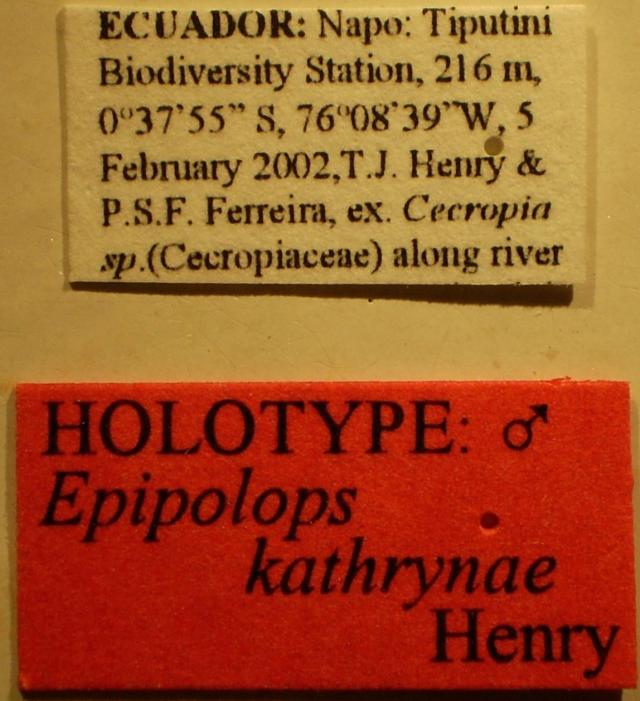 ECUADOR: Napo: Tiputini
Biodiversity Station, 216 m,
0°37'55” S, 76°08'39”W, 5
February 2002,T.J. Henry &
P.S.F. Ferreira, ex. Cecropia
sp.(Cecropiaceae) along river
HOLOTYPE: ♂
Epipolops
kathrynae
Henry